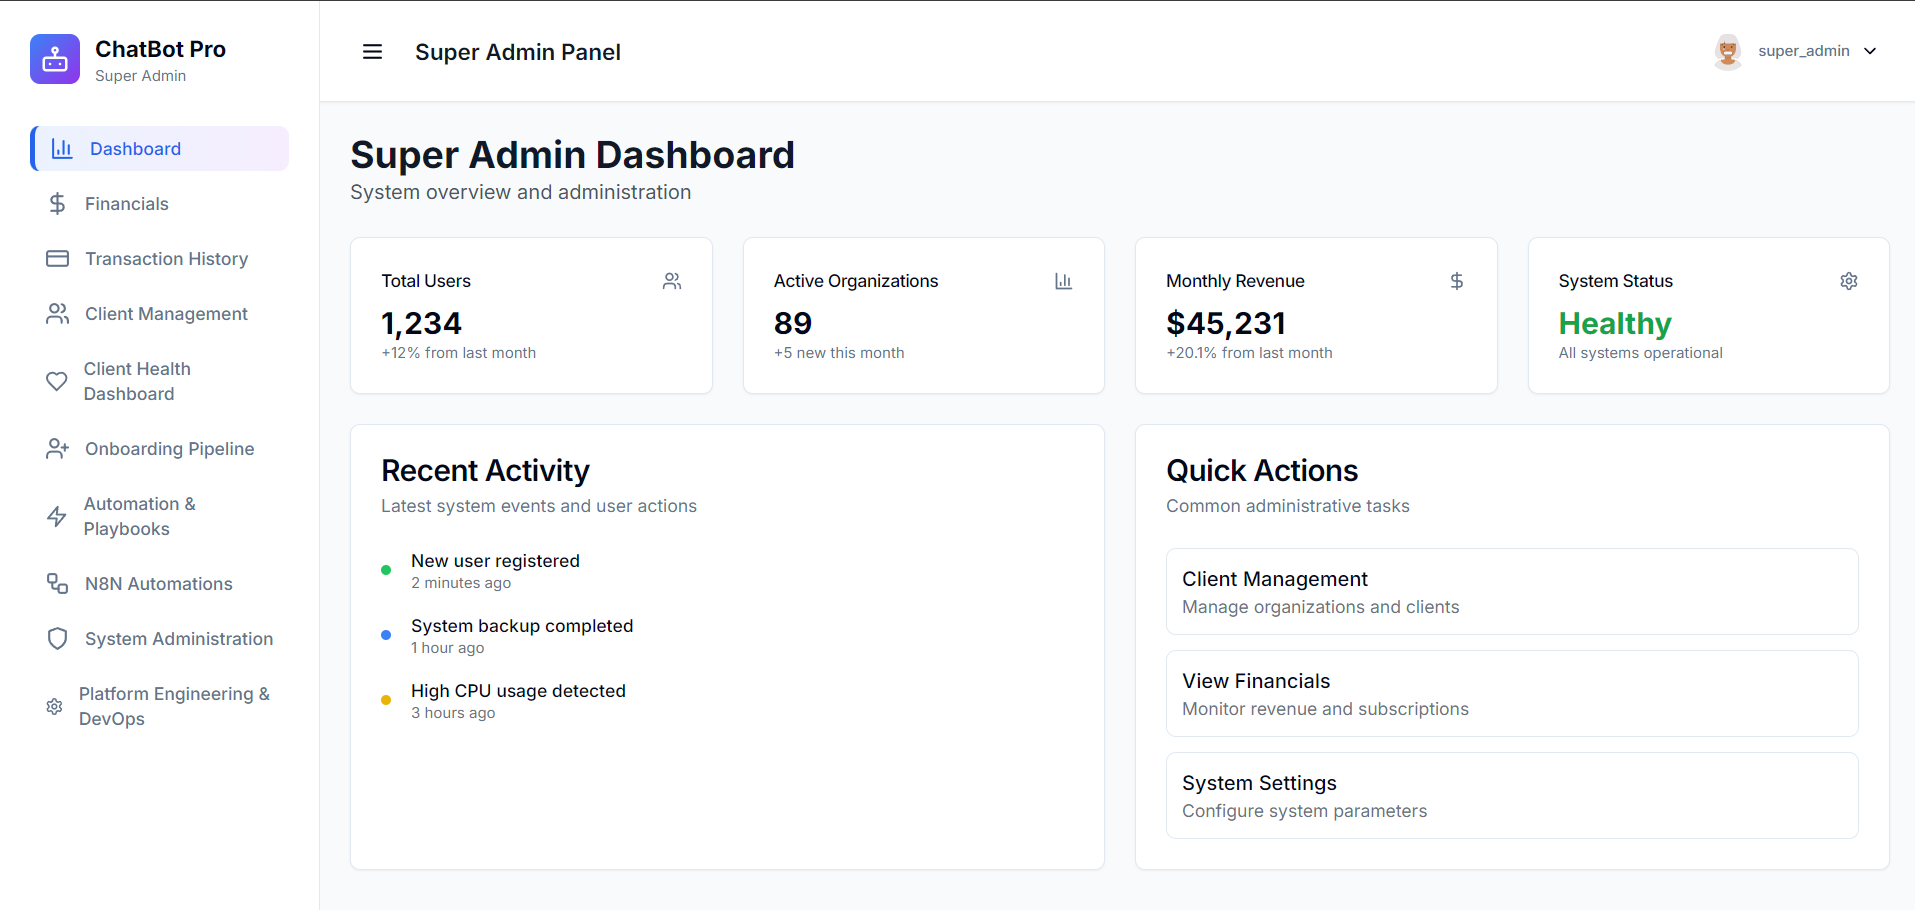 ChatBot Pro
Super Admin
Dashboard
Financials
Transaction History
Client Management
Client Health
Dashboard
Onboarding Pipeline
Automation &
Playbooks
N8N Automations
System Administration
Platform Engineering &
DevOps
Super Admin Panel
super_admin
Super Admin Dashboard
System overview and administration
Total Users
1,234
+12% from last month
Active Organizations
89
+5 new this month
Monthly Revenue
$45,231
+20.1% from last month
System Status
Healthy
All systems operational
Recent Activity
Latest system events and user actions
New user registered
2 minutes ago
System backup completed
1 hour ago
High CPU usage detected
3 hours ago
Quick Actions
Common administrative tasks
Client Management
Manage organizations and clients
View Financials
Monitor revenue and subscriptions
System Settings
Configure system parameters